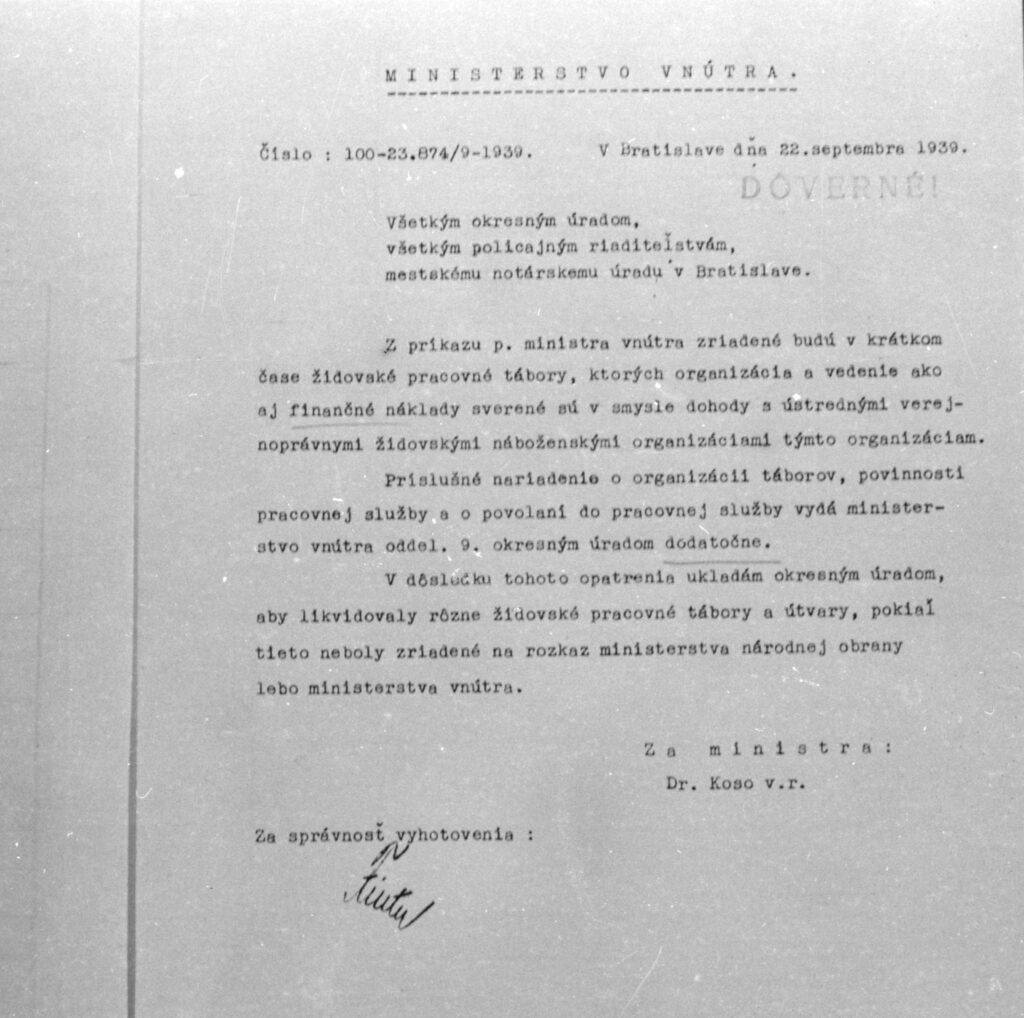 MINISTERSTVO VNÚTRA.
Číslo : 100-23.874/9-1939. V Bratislave dňa 22.septembra 1939.
DÔVERNÉ!
Všetkým okresným úradom,
všetkým policajným riaditeľstvám,
mestskému notárskemu úradu v Bratislave.
Z príkazu p. ministra vnútra zriadené budú v krátkom
čase židovské pracovné tábory, ktorých organizácia a vedenie ako
aj finančné náklady sverené sú v smysle dohody s ústrednými verej-
noprávnymi židovskými náboženskými organizáciami týmto organizáciam.
Príslušné nariadenie o organizácii táborov, povinnosti
pracovnej služby a o povolaní do pracovnej služby vydá minister-
stvo vnútra oddel. 9. okresným úradom dodatočne.
V dôsledku tohoto opatrenia ukladám okresným úradom,
aby likvidovaly rôzne židovské pracovné tábory a útvary, pokiaľ
tieto neboly zriadené na rozkaz ministerstva národnej obrany
lebo ministerstva vnútra.
Za ministra:
Dr. Koso v.r.
Za správnosť vyhotovenia :